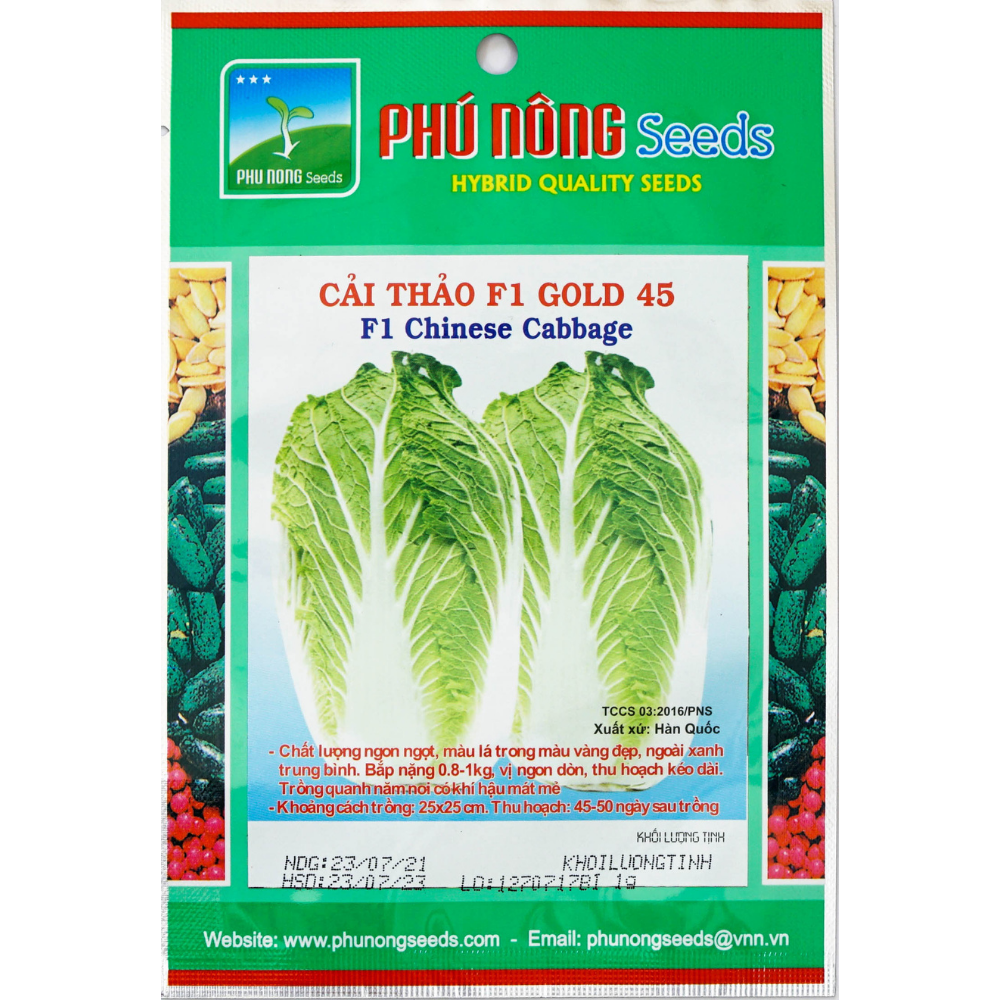 PHU NONG Seeds
PHÚ NÔNG Seeds
HYBRID QUALITY SEEDS
CẢI THẢO F1 GOLD 45
F1 Chinese Cabbage
TCCS 03:2016/PNS
Xuất xứ: Hàn Quốc
- Chất lượng ngon ngọt, màu lá trong màu vàng đẹp, ngoài xanh
trung bình. Bắp nặng 0.8-1kg, vị ngon dòn, thu hoạch kéo dài.
Trồng quanh năm nơi có khí hậu mát mẻ
- Khoảng cách trồng: 25x25 cm. Thu hoạch: 45-50 ngày sau trồng
KHỐI LƯỢNG TỊNH
NDG:23/07/21 KHOILUONGTINH
HSD:23/07/23 LO:1270717BI 1g
Website: www.phunongseeds.com - Email: phunongseeds@vnn.vn